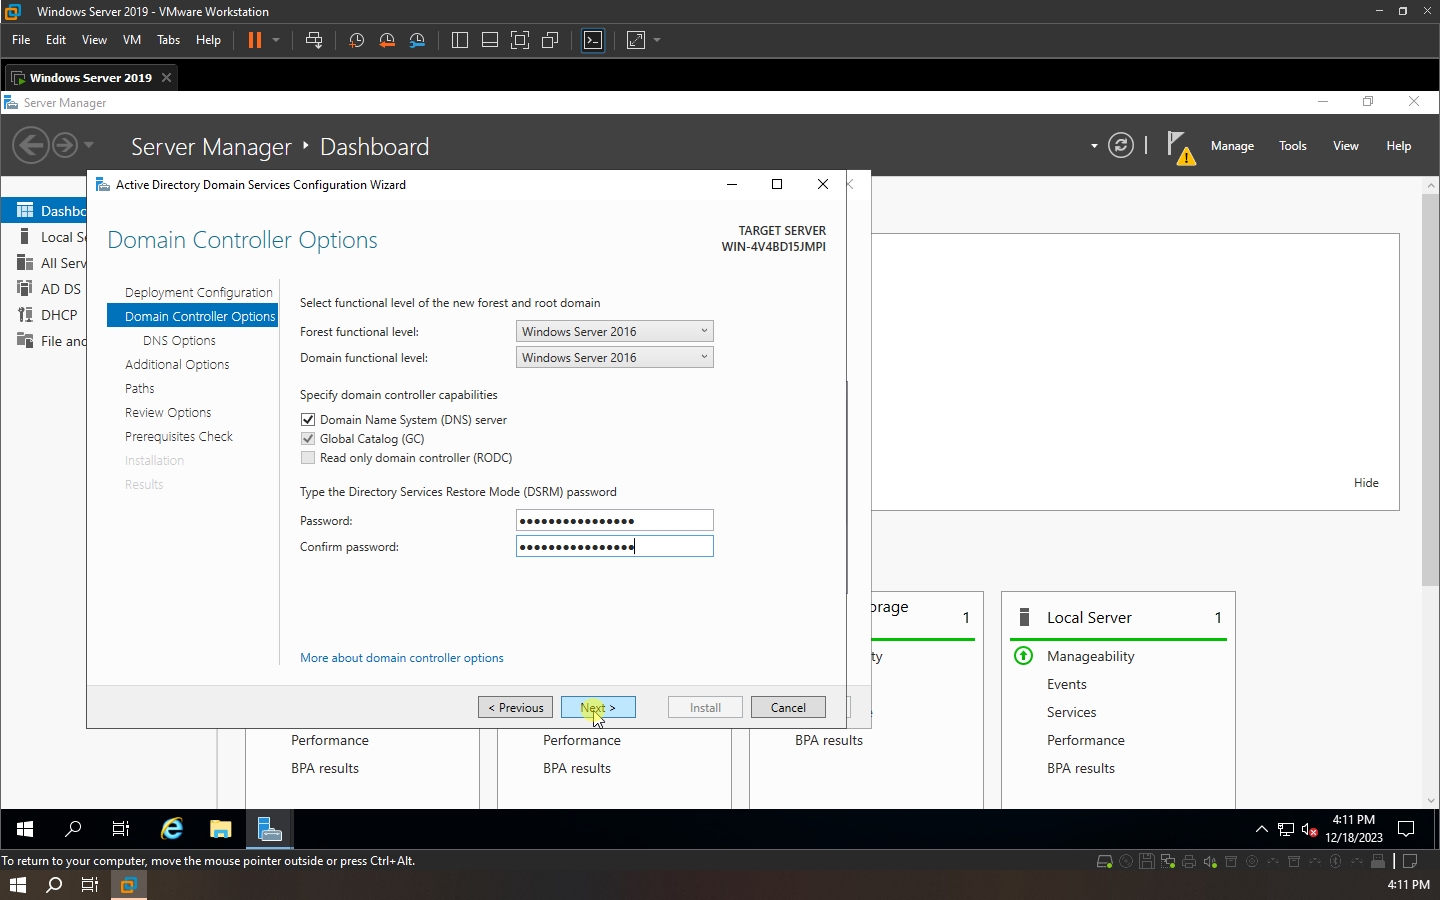 Windows Server 2019 - VMware Workstation
File Edit View VM Tabs Help
Windows Server 2019
Server Manager
Server Manager Dashboard
Manage Tools View Help
Active Directory Domain Services Configuration Wizard
Dashbo
Local Se
All Serv
AD DS
DHCP
File and
Domain Controller Options
TARGET SERVER
WIN-4V4BD15JMPI
Deployment Configuration
Domain Controller Options
DNS Options
Additional Options
Paths
Review Options
Prerequisites Check
Installation
Results
Select functional level of the new forest and root domain
Forest functional level: Windows Server 2016
Domain functional level: Windows Server 2016
Specify domain controller capabilities
Domain Name System (DNS) server
Global Catalog (GC)
Read only domain controller (RODC)
Type the Directory Services Restore Mode (DSRM) password
Password: ●●●●●●●●●●●●●●●●
Confirm password: ●●●●●●●●●●●●●●●●
More about domain controller options
< Previous Next > Install Cancel
Hide
orage 1
ty
Performance
BPA results
Performance
BPA results
BPA results
Local Server 1
Manageability
Events
Services
Performance
BPA results
4:11 PM
12/18/2023
To return to your computer, move the mouse pointer outside or press Ctrl+Alt.
4:11 PM